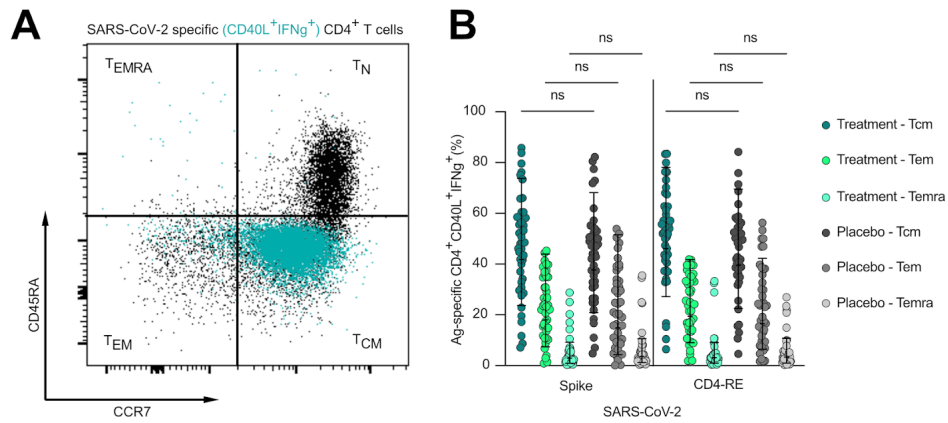 A
SARS-CoV-2 specific (CD40L+IFNg+) CD4+ T cells
TEMRA
TN
TEM
TCM
CD45RA
CCR7
B
ns
ns
ns
ns
ns
ns
100
80
60
40
20
0
Ag-specific CD4+CD40L+IFNg+(%)
Spike
CD4-RE
SARS-CoV-2
Treatment - Tcm
Treatment - Tem
Treatment - Temra
Placebo - Tcm
Placebo - Tem
Placebo - Temra